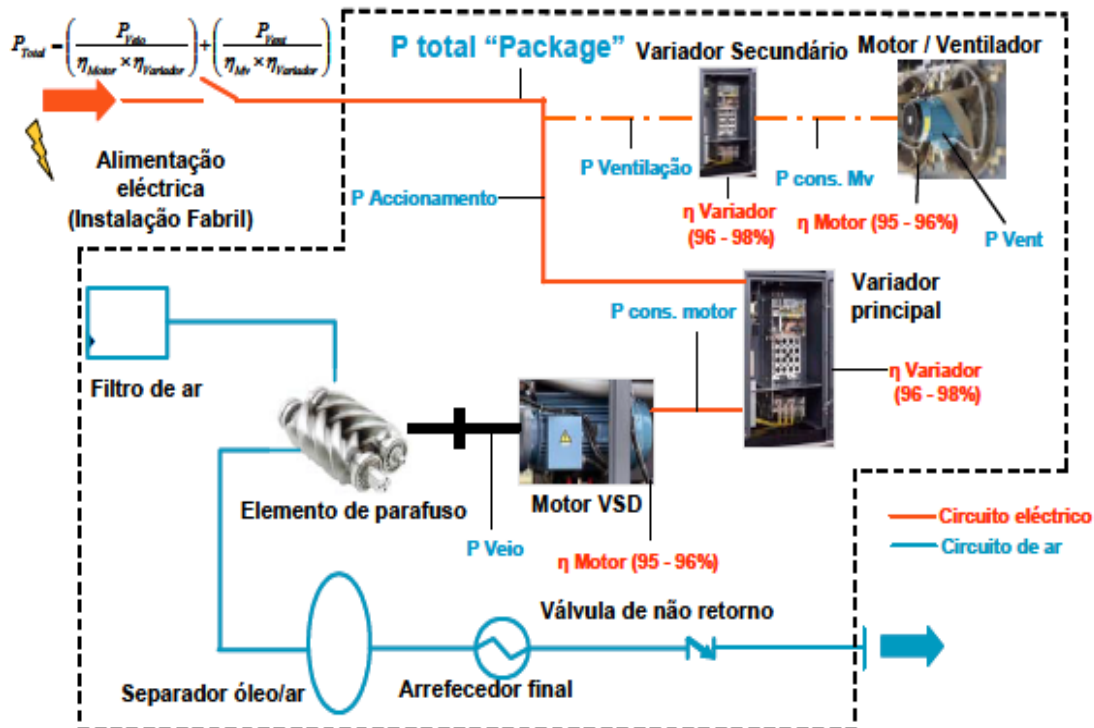 P_Total = (P_Veio / (η_Motor × η_Variador)) + (P_Vent / (η_Mv × η_Variador))
P total “Package”
Variador Secundário
Motor / Ventilador
Alimentação
eléctrica
(Instalação Fabril)
P Ventilação
P cons. Mv
P Accionamento
η Variador
(96 - 98%)
η Motor (95 - 96%)
P Vent
P cons. motor
Variador
principal
Filtro de ar
η Variador
(96 - 98%)
Elemento de parafuso
Motor VSD
P Veio
η Motor (95 - 96%)
Circuito eléctrico
Circuito de ar
Válvula de não retorno
Separador óleo/ar
Arrefecedor final